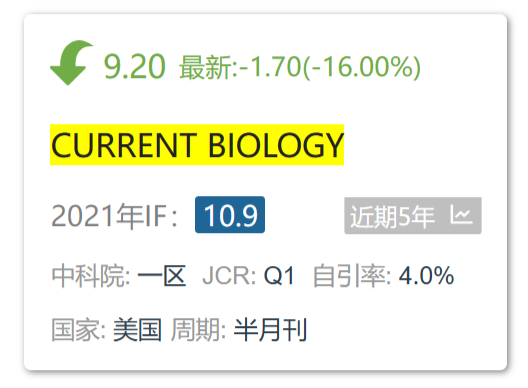 9.20 最新:-1.70(-16.00%)
CURRENT BIOLOGY
2021年IF： 10.9 近期5年
中科院: 一区 JCR: Q1 自引率: 4.0%
国家: 美国 周期: 半月刊